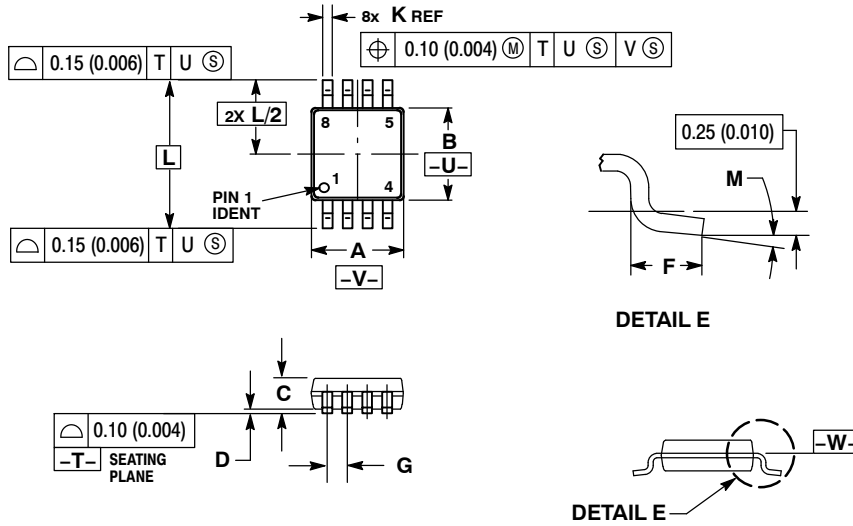 8x K REF
⌖ 0.10 (0.004) Ⓜ T U Ⓢ V Ⓢ
⌓ 0.15 (0.006) T U Ⓢ
2X L/2
8 5
B
–U–
L
PIN 1
IDENT
1 4
⌓ 0.15 (0.006) T U Ⓢ
A
–V–
0.25 (0.010)
M
F
DETAIL E
C
⌓ 0.10 (0.004)
–T– SEATING
PLANE
D
G
–W–
DETAIL E